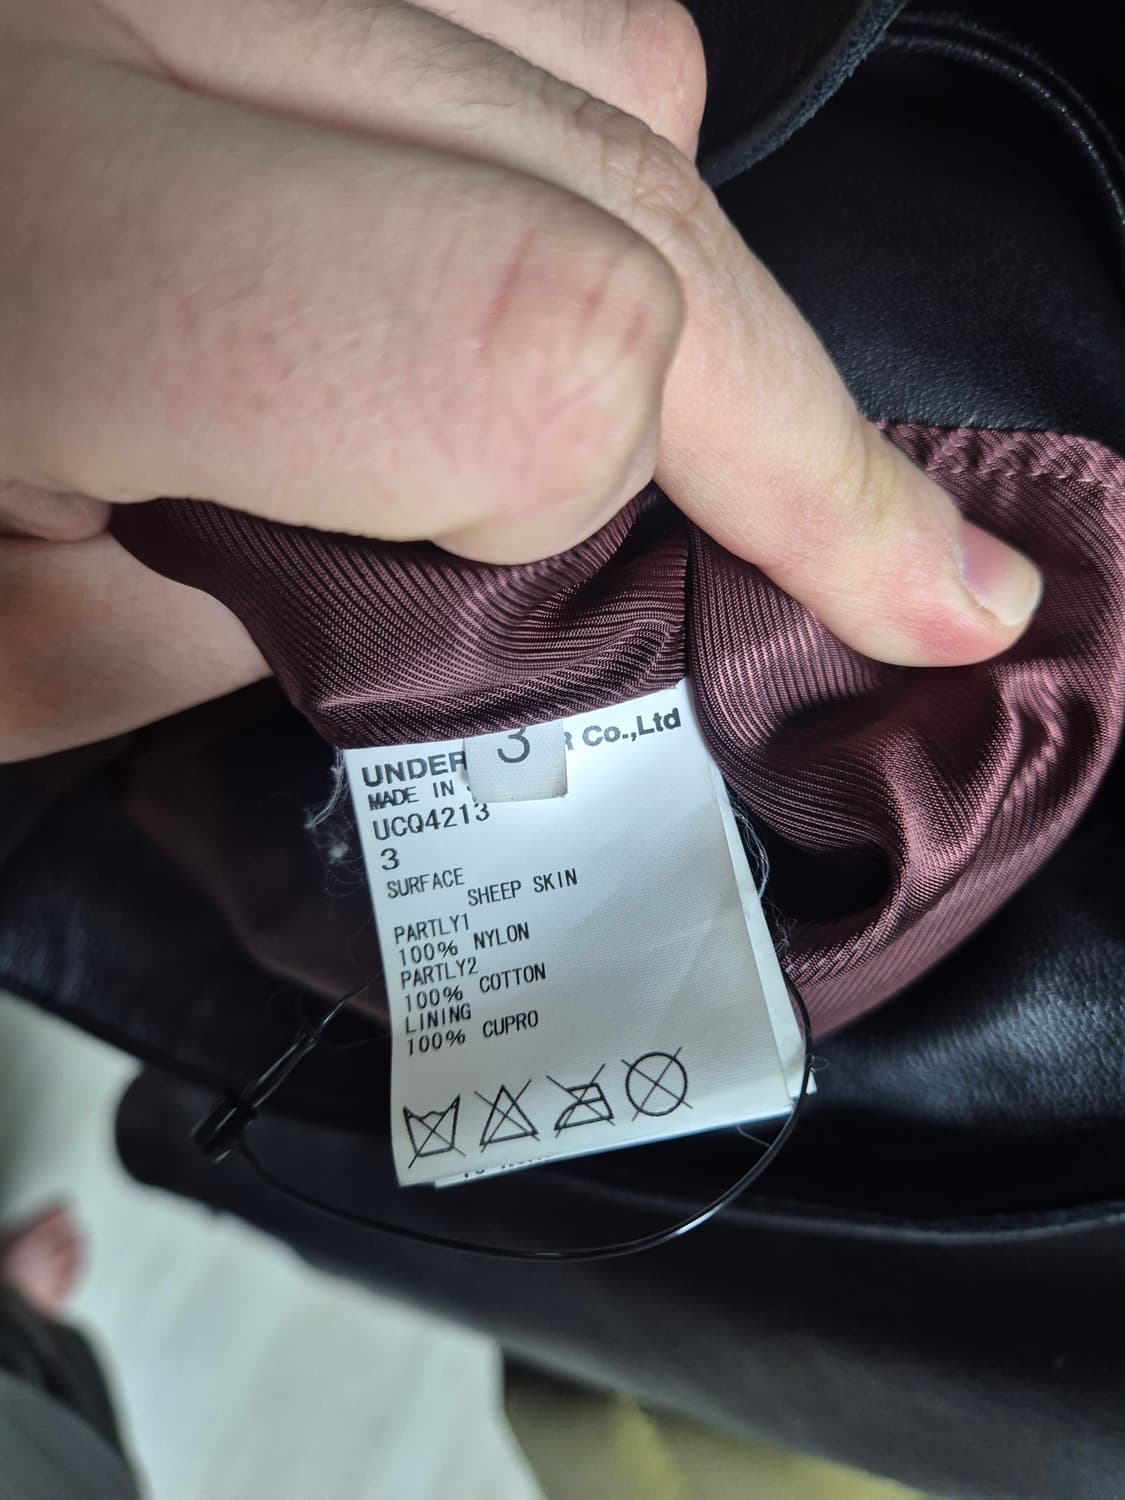 3
UNDER R Co.,Ltd
MADE IN
UCQ4213
3
SURFACE
SHEEP SKIN
PARTLY1
100% NYLON
PARTLY2
100% COTTON
LINING
100% CUPRO